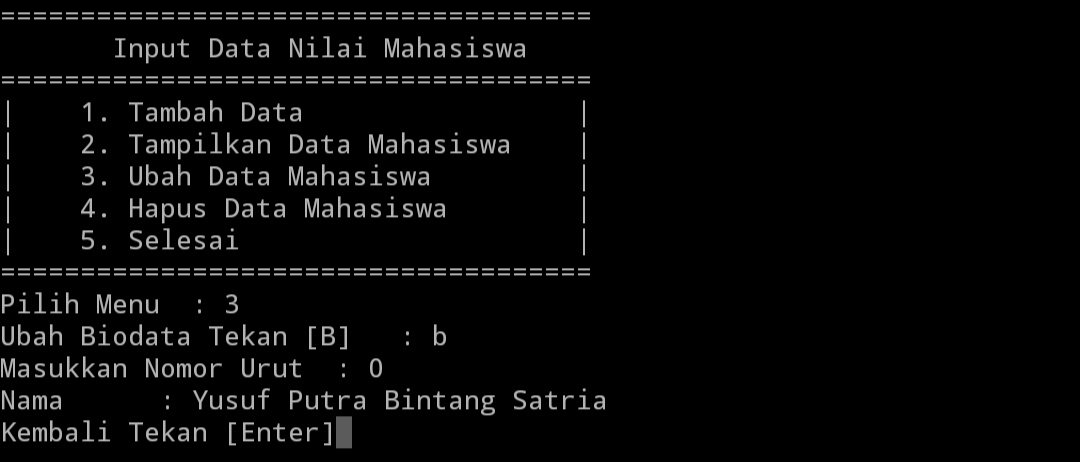 =====================================
       Input Data Nilai Mahasiswa
=====================================
|    1. Tambah Data                 |
|    2. Tampilkan Data Mahasiswa    |
|    3. Ubah Data Mahasiswa         |
|    4. Hapus Data Mahasiswa        |
|    5. Selesai                     |
=====================================
Pilih Menu  : 3
Ubah Biodata Tekan [B]   : b
Masukkan Nomor Urut  : 0
Nama      : Yusuf Putra Bintang Satria
Kembali Tekan [Enter]